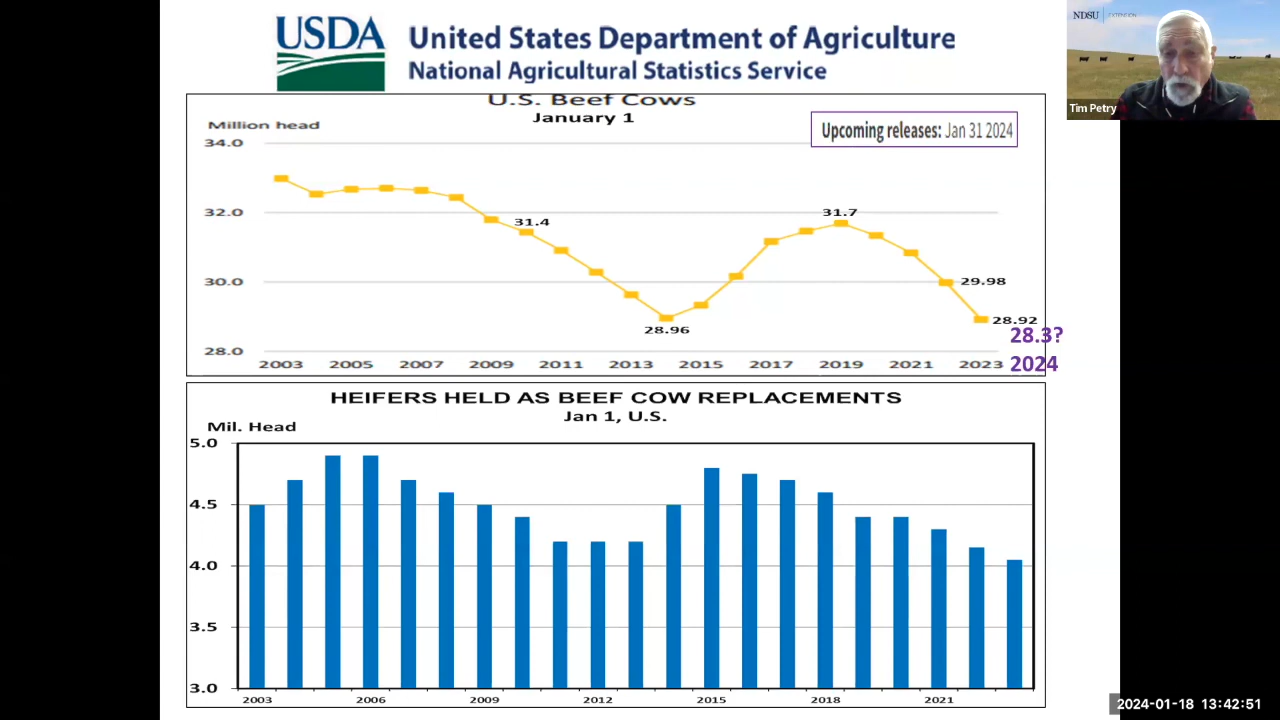 USDA
United States Department of Agriculture
National Agricultural Statistics Service
NDSU EXTENSION
Tim Petry
U.S. Beef Cows
January 1
Million head
Upcoming releases: Jan 31 2024
34.0
32.0
30.0
28.0
31.4
28.96
31.7
29.98
28.92
28.3?
2003 2005 2007 2009 2011 2013 2015 2017 2019 2021 2023 2024
HEIFERS HELD AS BEEF COW REPLACEMENTS
Jan 1, U.S.
Mil. Head
5.0
4.5
4.0
3.5
3.0
2003 2006 2009 2012 2015 2018 2021
2024-01-18 13:42:51